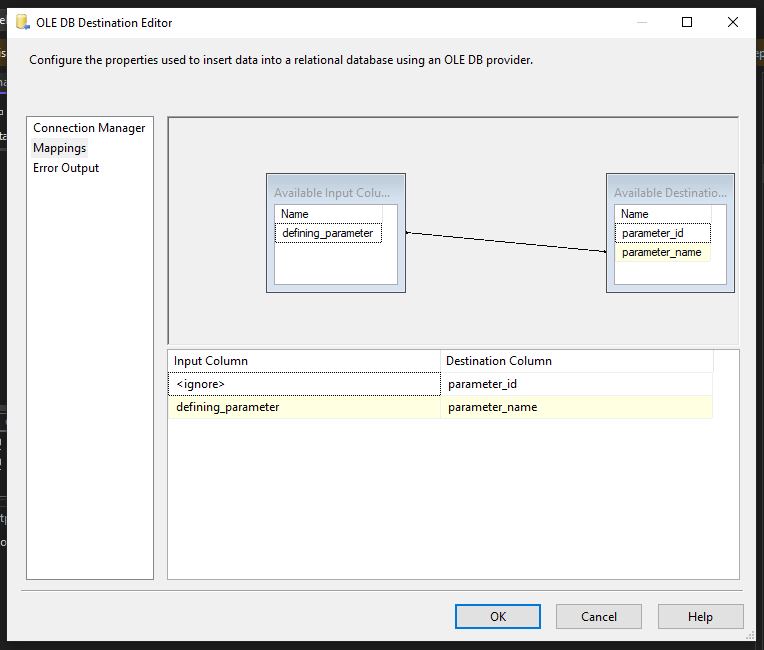 OLE DB Destination Editor
Configure the properties used to insert data into a relational database using an OLE DB provider.
Connection Manager
Mappings
Error Output
Available Input Colu...
Name
defining_parameter
Available Destinatio...
Name
parameter_id
parameter_name
Input Column Destination Column
<ignore> parameter_id
defining_parameter parameter_name
OK Cancel Help